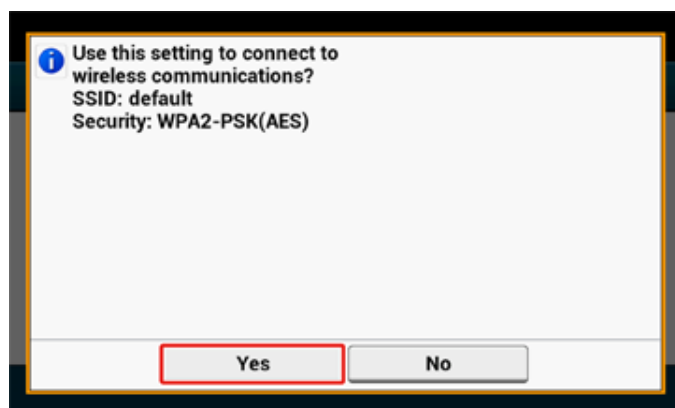 Use this setting to connect to
wireless communications?
SSID: default
Security: WPA2-PSK(AES)
Yes
No